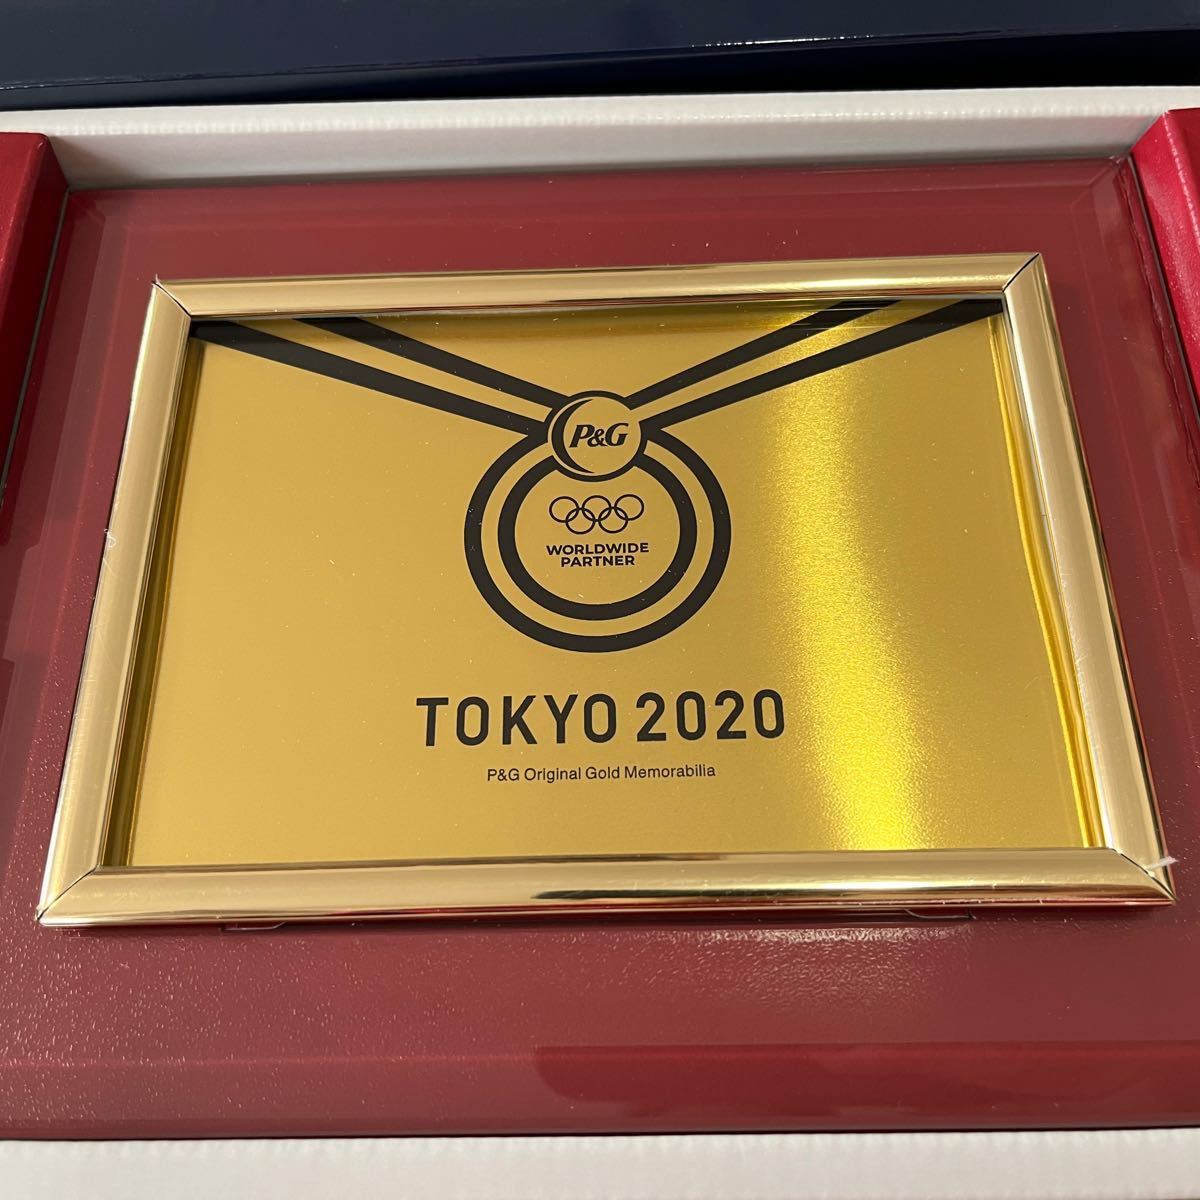 P&G
WORLDWIDE
PARTNER
TOKYO 2020
P&G Original Gold Memorabilia